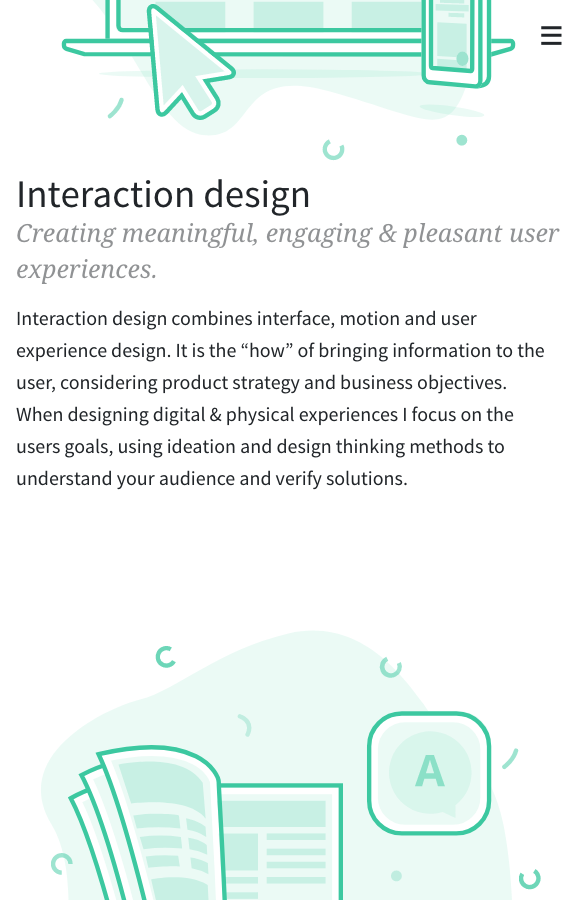 Interaction design
Creating meaningful, engaging & pleasant user
experiences.
Interaction design combines interface, motion and user
experience design. It is the “how” of bringing information to the
user, considering product strategy and business objectives.
When designing digital & physical experiences I focus on the
users goals, using ideation and design thinking methods to
understand your audience and verify solutions.
A